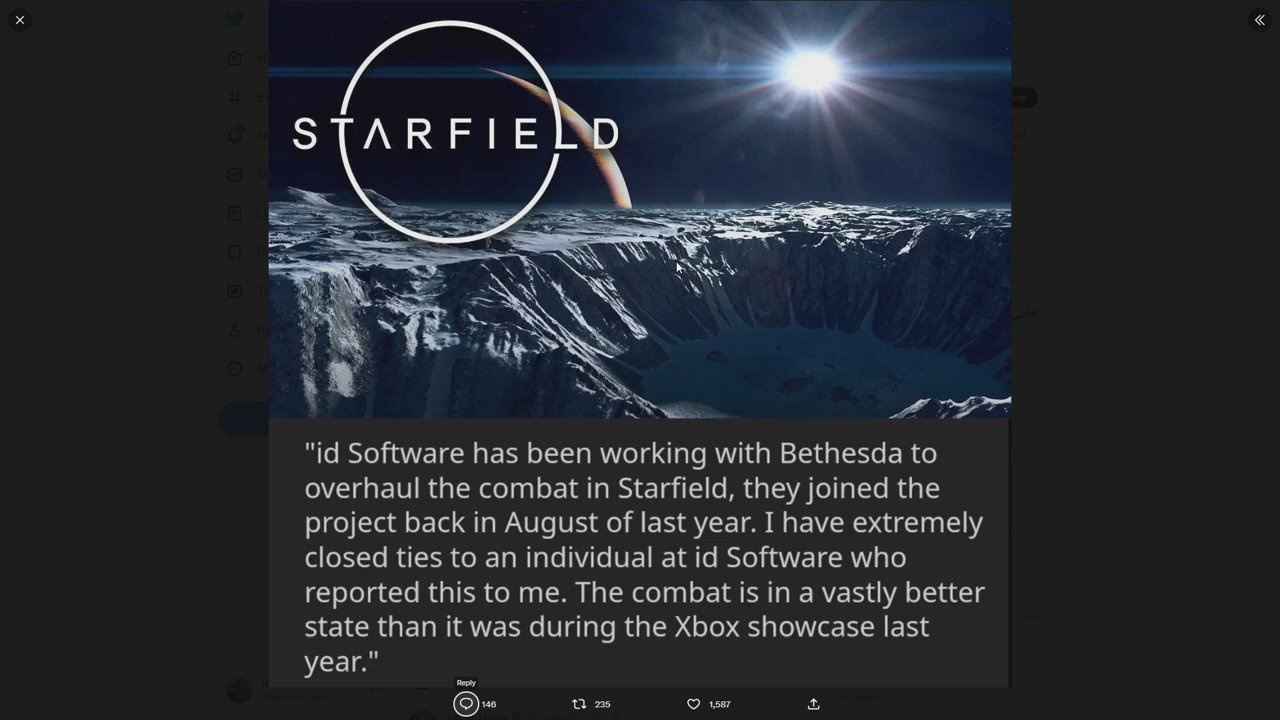 STARFIELD
"id Software has been working with Bethesda to
overhaul the combat in Starfield, they joined the
project back in August of last year. I have extremely
closed ties to an individual at id Software who
reported this to me. The combat is in a vastly better
state than it was during the Xbox showcase last
year."
Reply
146 235 1,587